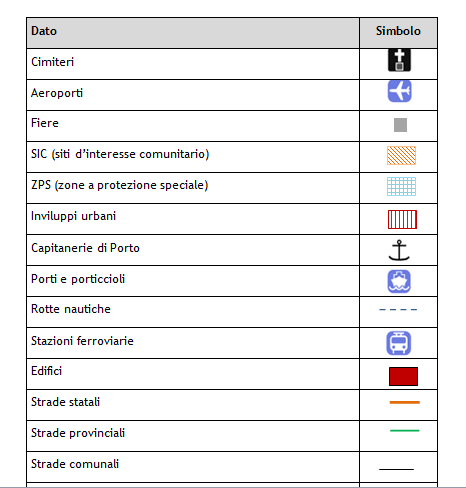 Dato Simbolo
Cimiteri
Aeroporti
Fiere
SIC (siti d’interesse comunitario)
ZPS (zone a protezione speciale)
Inviluppi urbani
Capitanerie di Porto
Porti e porticcioli
Rotte nautiche
Stazioni ferroviarie
Edifici
Strade statali
Strade provinciali
Strade comunali